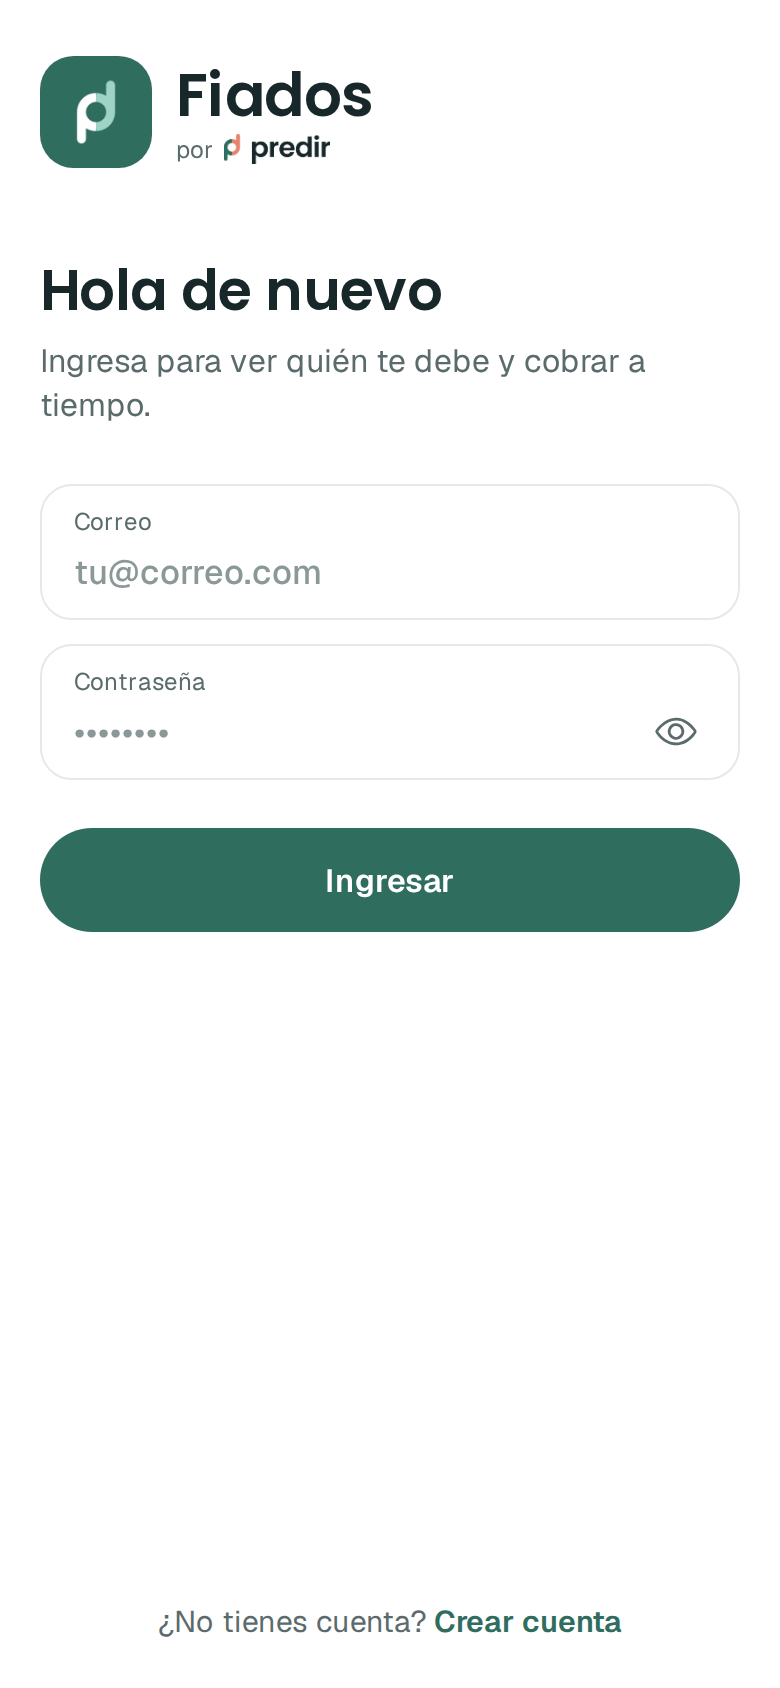 Fiados
por predir
Hola de nuevo
Ingresa para ver quién te debe y cobrar a
tiempo.
Correo
tu@correo.com
Contraseña
••••••••
Ingresar
¿No tienes cuenta? Crear cuenta